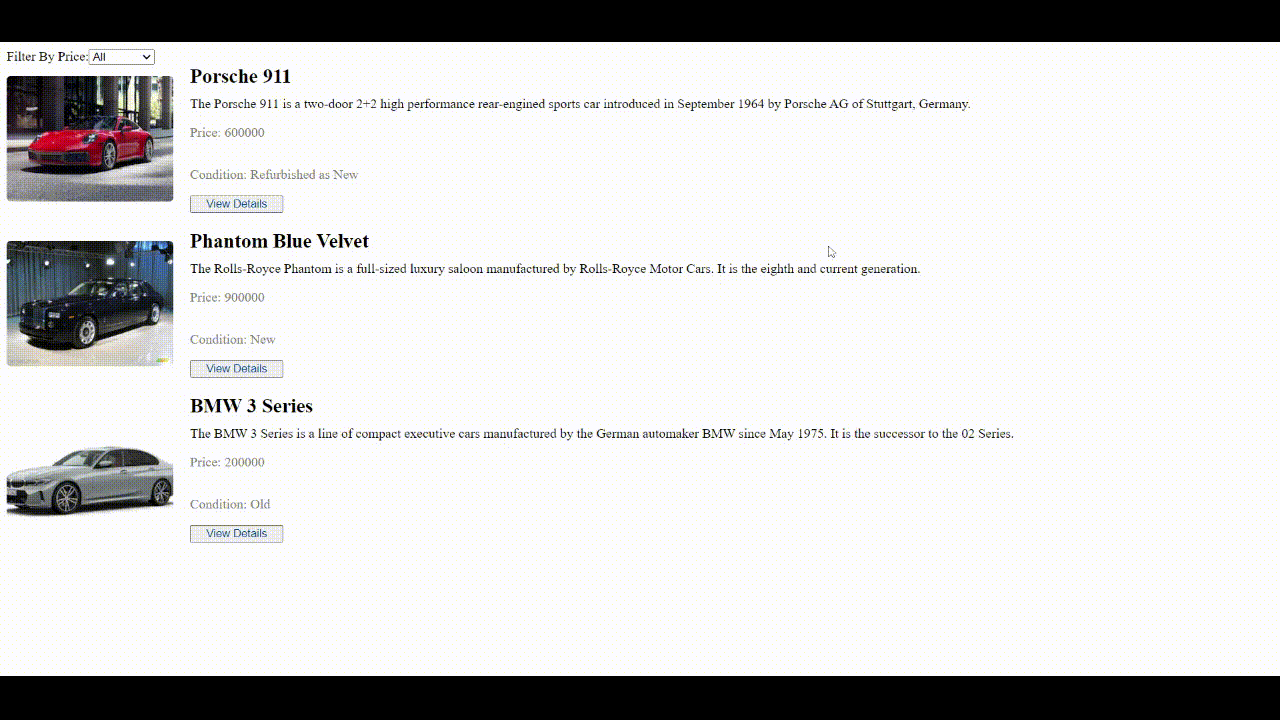 Filter By Price: All
Porsche 911
The Porsche 911 is a two-door 2+2 high performance rear-engined sports car introduced in September 1964 by Porsche AG of Stuttgart, Germany.
Price: 600000
Condition: Refurbished as New
View Details
Phantom Blue Velvet
The Rolls-Royce Phantom is a full-sized luxury saloon manufactured by Rolls-Royce Motor Cars. It is the eighth and current generation.
Price: 900000
Condition: New
View Details
BMW 3 Series
The BMW 3 Series is a line of compact executive cars manufactured by the German automaker BMW since May 1975. It is the successor to the 02 Series.
Price: 200000
Condition: Old
View Details